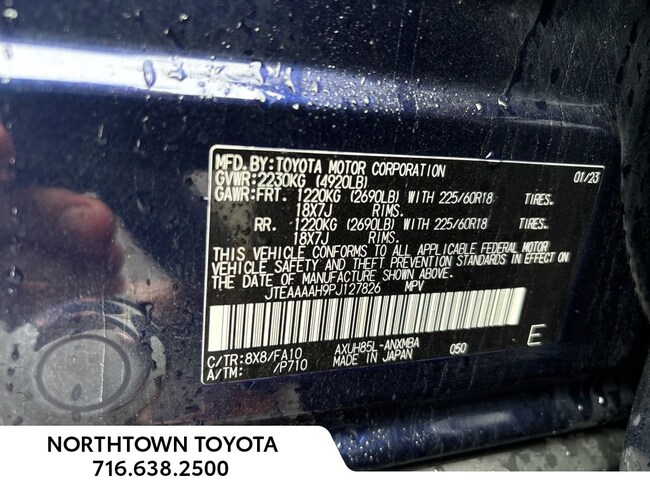 MFD. BY: TOYOTA MOTOR CORPORATION 01/23
GVWR: 2230KG (4920LB)
GAWR: FRT. 1220KG (2690LB) WITH 225/60R18 TIRES.
18X7J RIMS.
RR. 1220KG (2690LB) WITH 225/60R18 TIRES.
18X7J RIMS.
THIS VEHICLE CONFORMS TO ALL APPLICABLE FEDERAL MOTOR
VEHICLE SAFETY AND THEFT PREVENTION STANDARDS IN EFFECT ON
THE DATE OF MANUFACTURE SHOWN ABOVE.
JTEAAAAH9PJ127826 MPV
C/TR: 8X8/FA10 AXUH85L-ANXMBA E
A/TM: /P710 MADE IN JAPAN 050
NORTHTOWN TOYOTA
716.638.2500